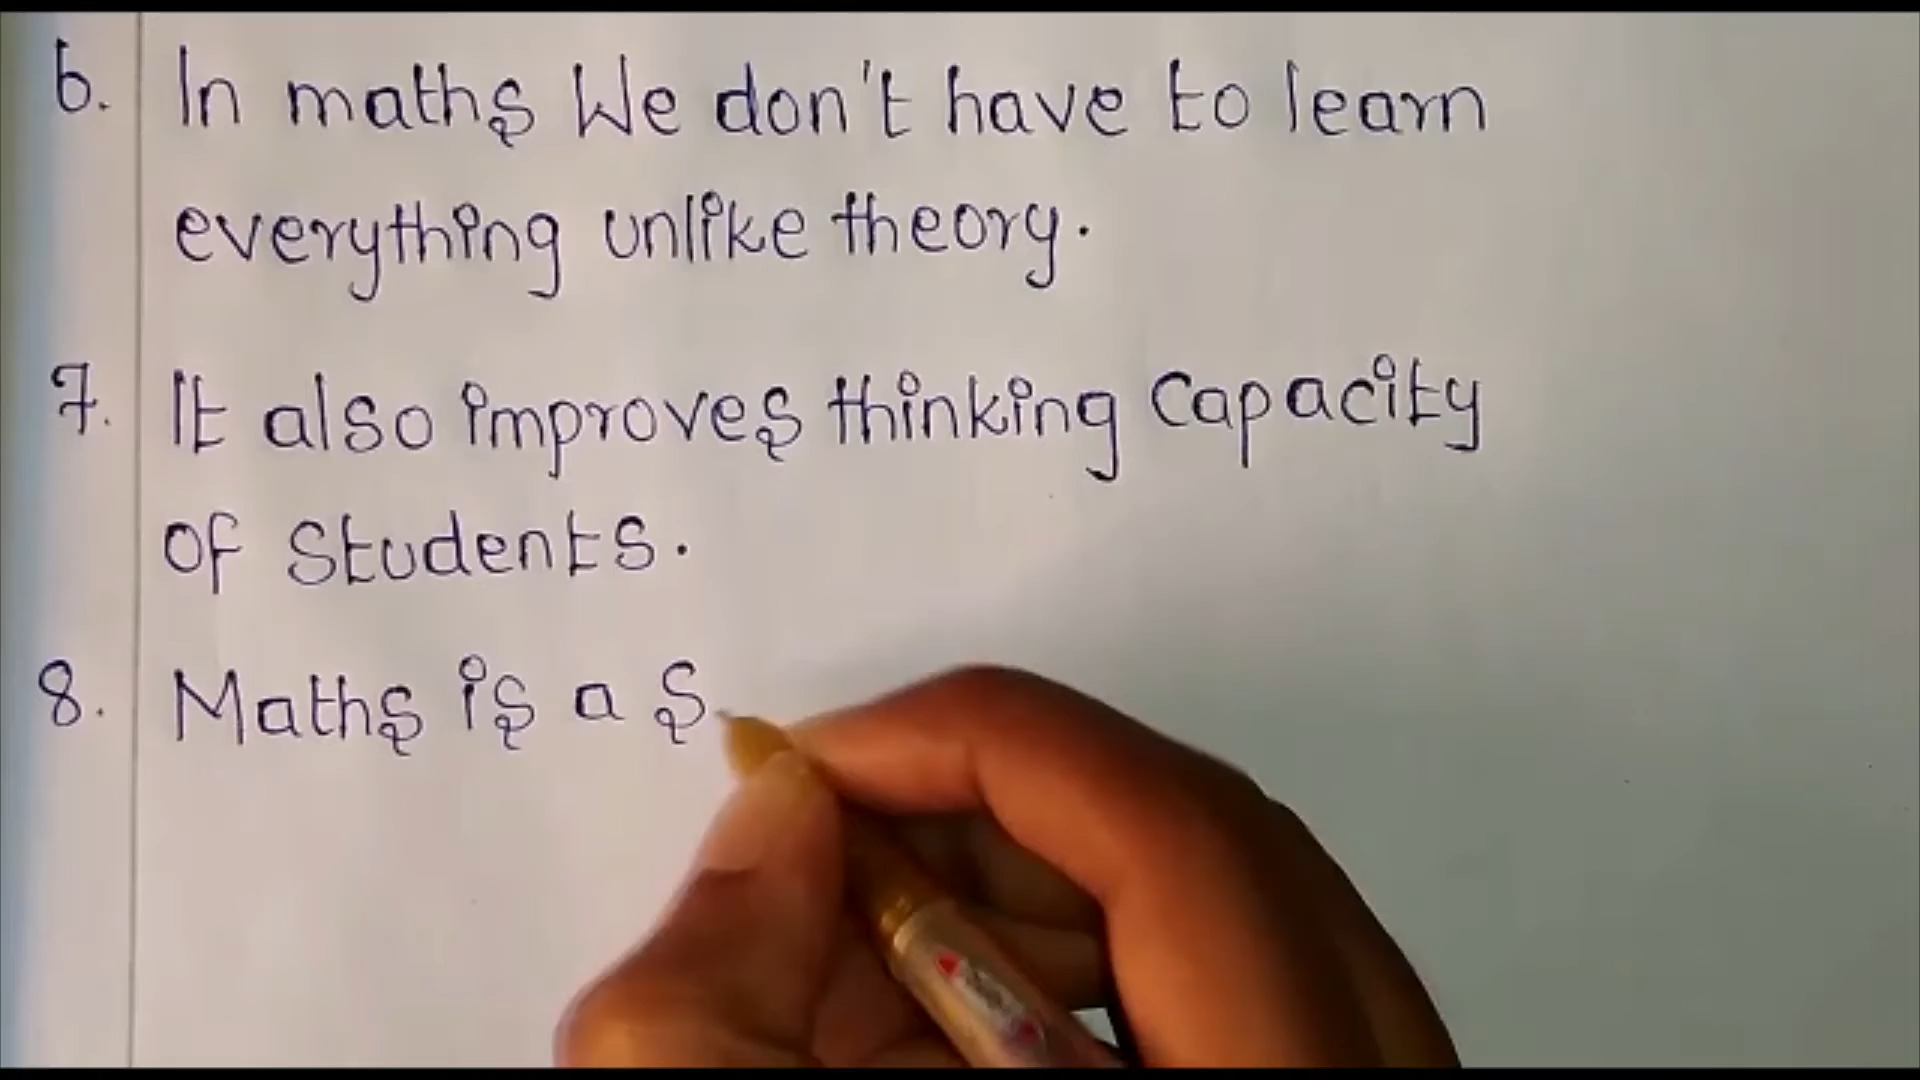 6. In maths We don't have to learn
everything unlike theory.
7. It also improves thinking Capacity
of Students.
8. Maths is a S